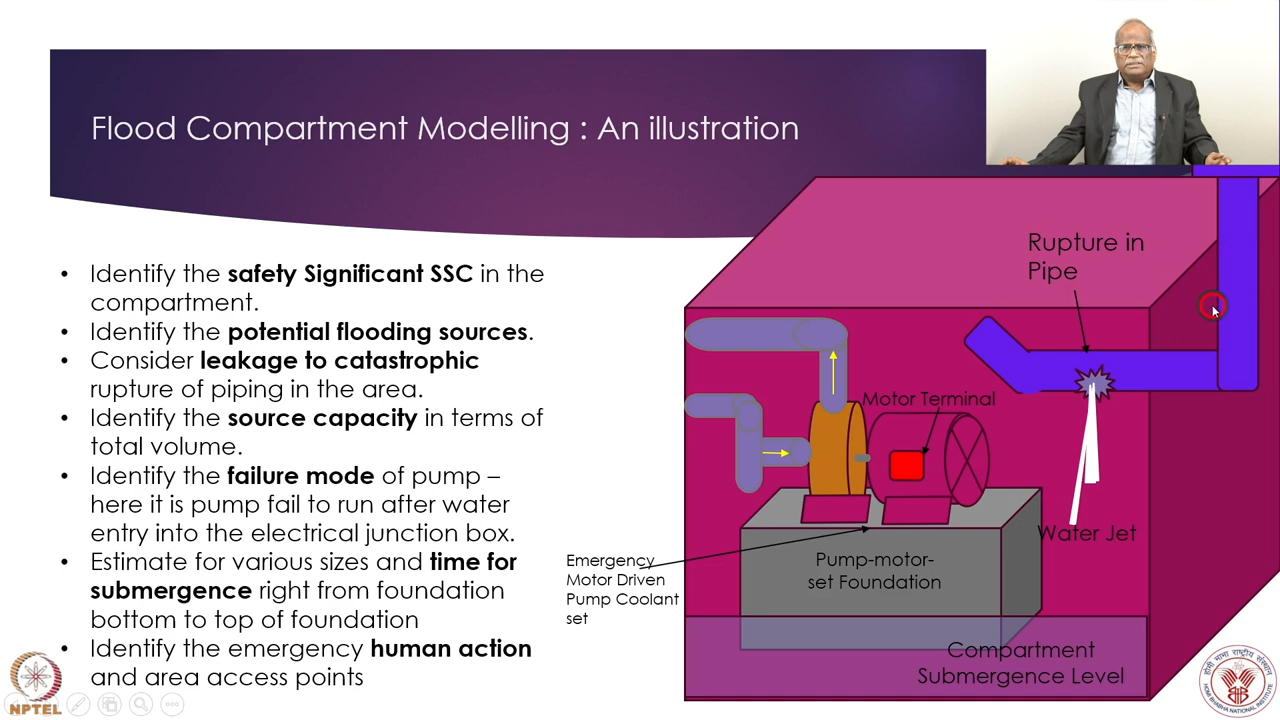 Flood Compartment Modelling : An illustration
• Identify the safety Significant SSC in the
compartment.
• Identify the potential flooding sources.
• Consider leakage to catastrophic
rupture of piping in the area.
• Identify the source capacity in terms of
total volume.
• Identify the failure mode of pump –
here it is pump fail to run after water
entry into the electrical junction box.
• Estimate for various sizes and time for
submergence right from foundation
bottom to top of foundation
• Identify the emergency human action
and area access points
Rupture in
Pipe
Motor Terminal
Water Jet
Emergency
Motor Driven
Pump Coolant
set
Pump-motor-
set Foundation
Compartment
Submergence Level
NPTEL
होमी भाभा राष्ट्रीय संस्थान
HOMI BHABHA NATIONAL INSTITUTE